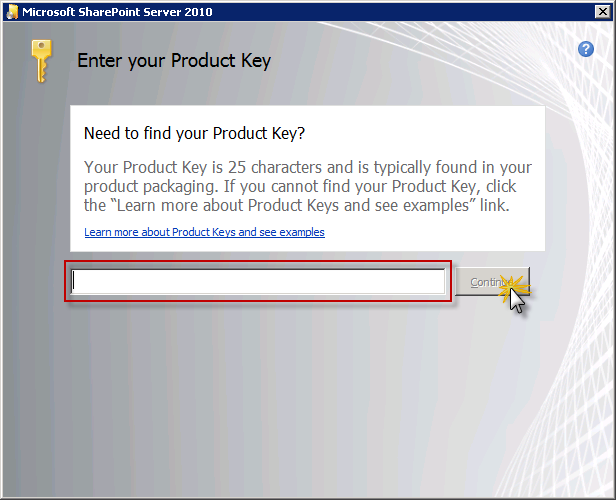 Microsoft SharePoint Server 2010
?
Enter your Product Key
Need to find your Product Key?
Your Product Key is 25 characters and is typically found in your
product packaging. If you cannot find your Product Key, click
the “Learn more about Product Keys and see examples” link.
Learn more about Product Keys and see examples
Continue